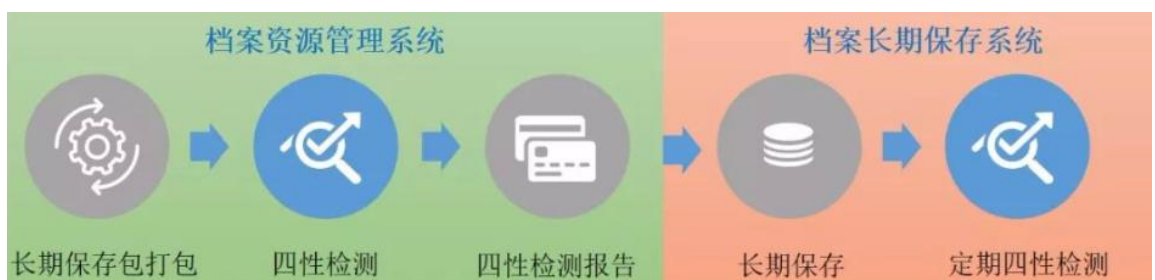 档案资源管理系统
档案长期保存系统
长期保存包打包
四性检测
四性检测报告
长期保存
定期四性检测